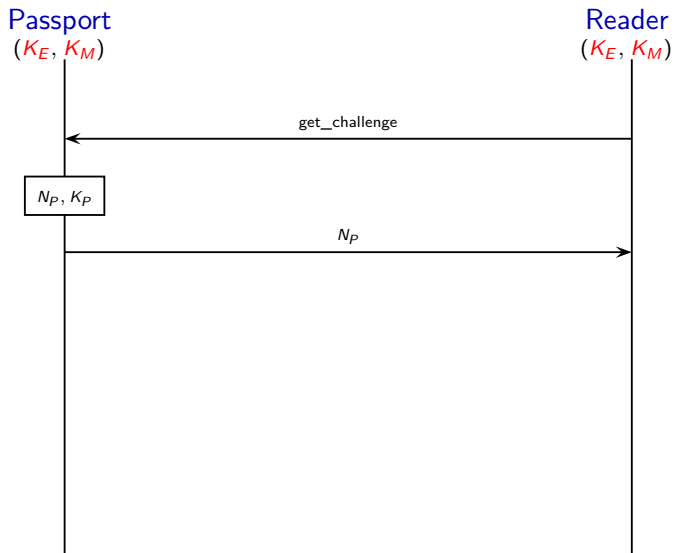 Passport Reader
(K_E, K_M) (K_E, K_M)
get_challenge
N_P, K_P
N_P